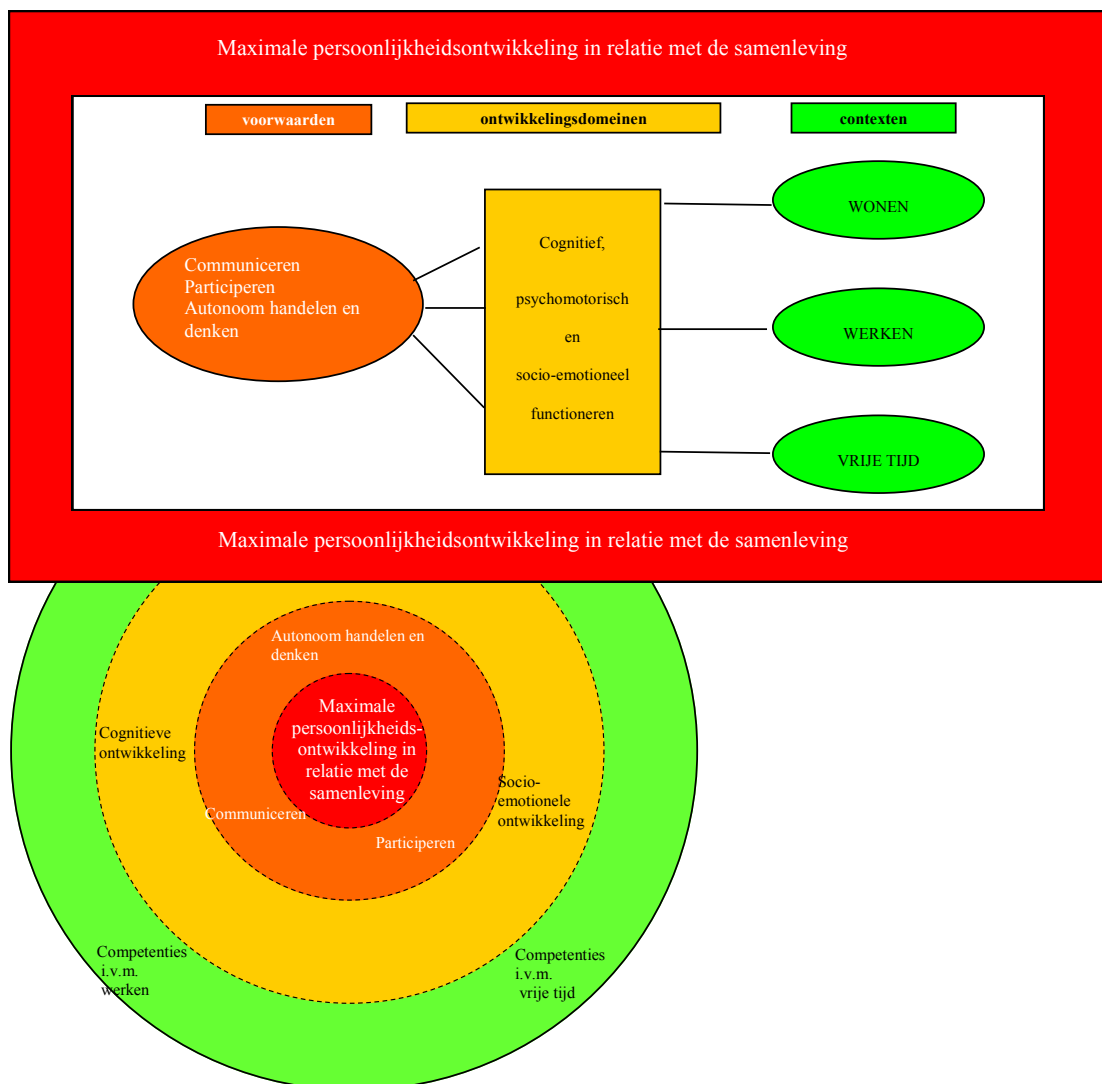 Maximale persoonlijkheidsontwikkeling in relatie met de samenleving
voorwaarden
ontwikkelingsdomeinen
contexten
Communiceren
Participeren
Autonoom handelen en
denken
Cognitief,
psychomotorisch
en
socio-emotioneel
functioneren
WONEN
WERKEN
VRIJE TIJD
Maximale persoonlijkheidsontwikkeling in relatie met de samenleving
Autonoom handelen en
denken
Maximale
persoonlijkheids-
ontwikkeling in
relatie met de
samenleving
Cognitieve
ontwikkeling
Socio-
emotionele
ontwikkeling
Communiceren
Participeren
Competenties
i.v.m.
werken
Competenties
i.v.m.
vrije tijd